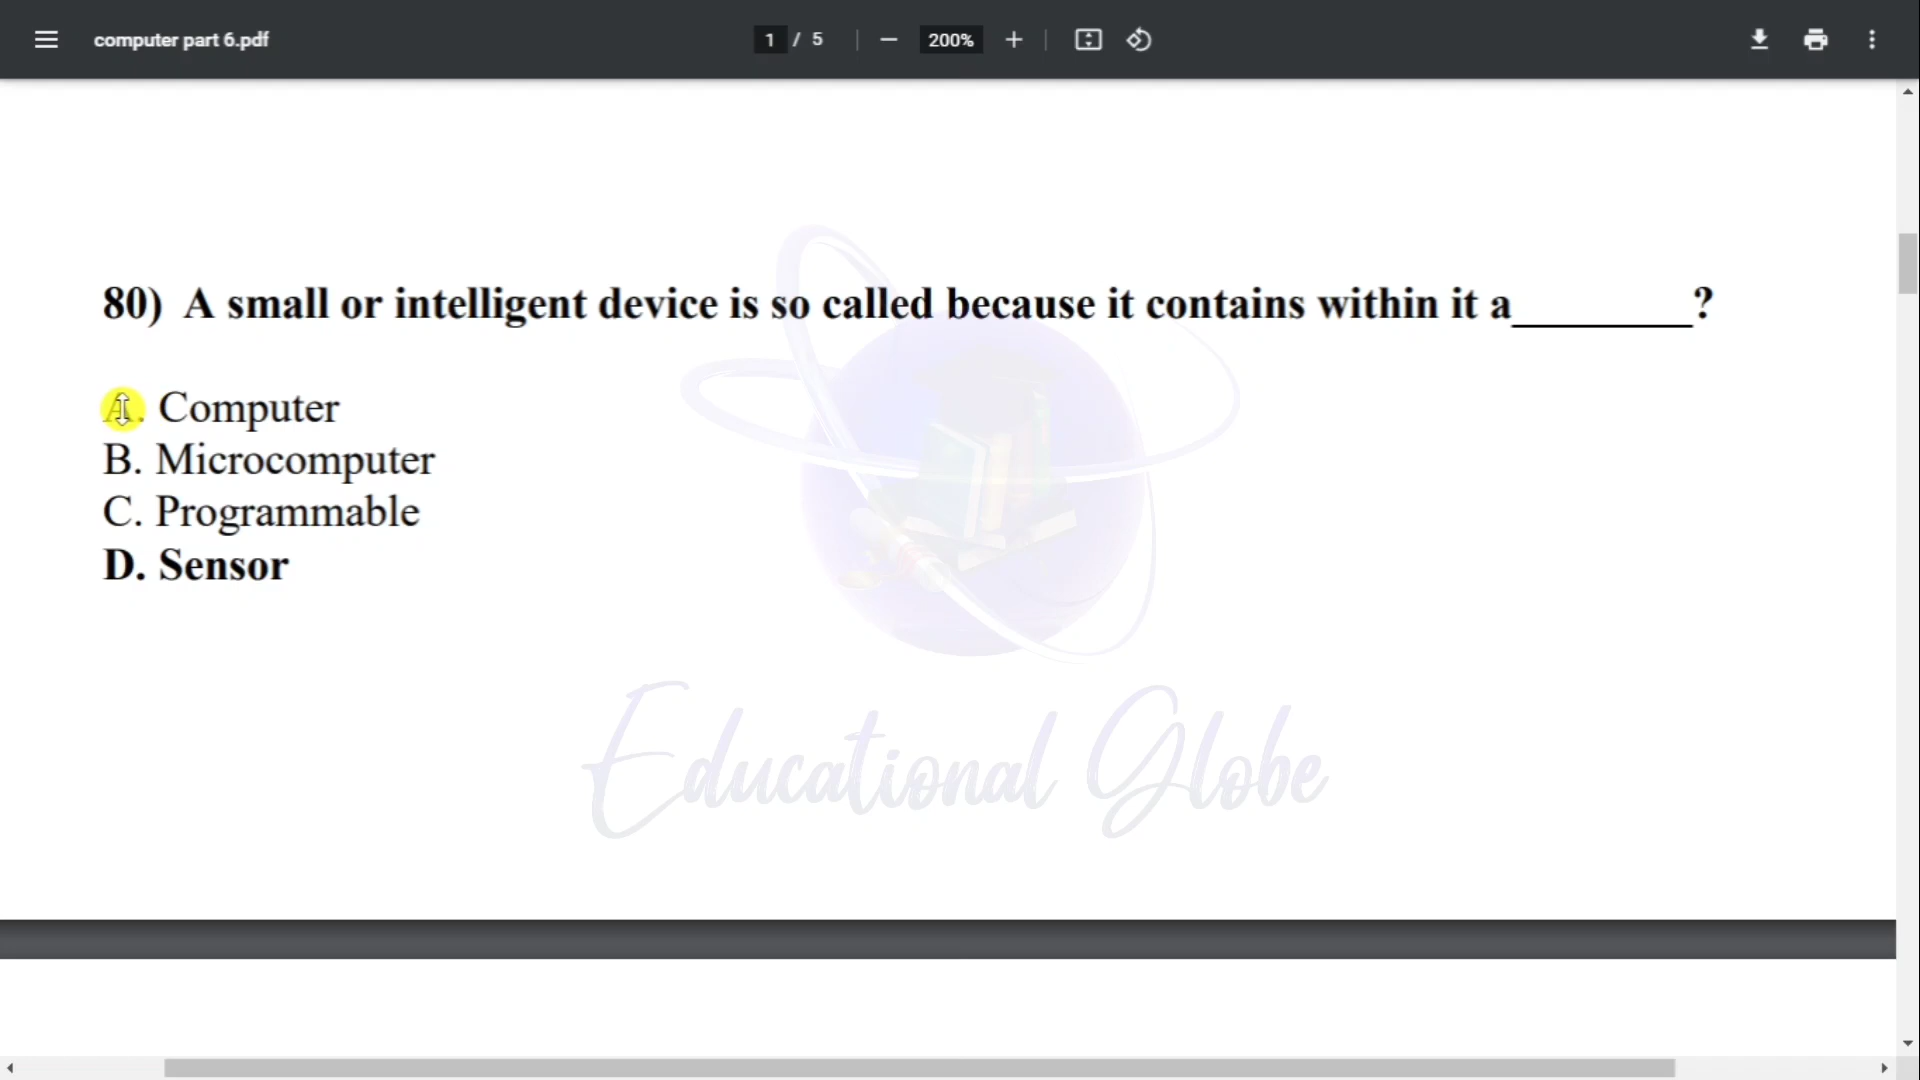 computer part 6.pdf
1 / 5
200%
80) A small or intelligent device is so called because it contains within it a________?
A. Computer
B. Microcomputer
C. Programmable
D. Sensor
Educational Globe